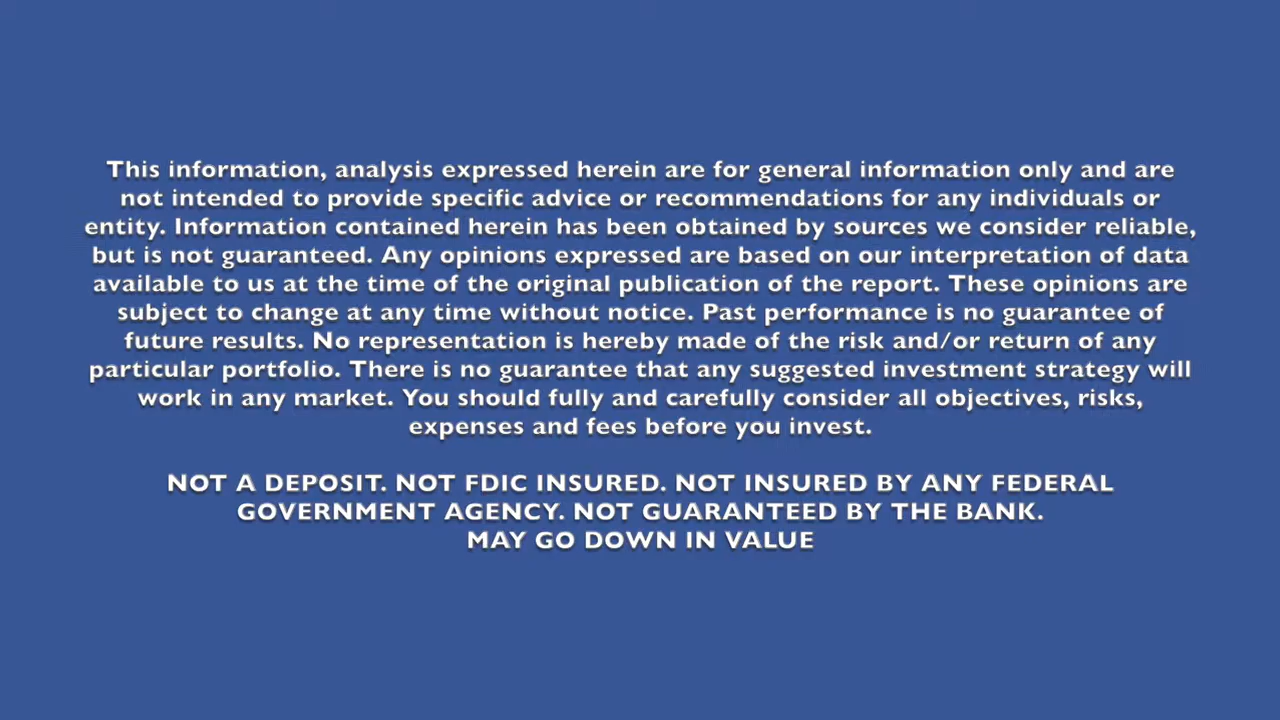 This information, analysis expressed herein are for general information only and are
not intended to provide specific advice or recommendations for any individuals or
entity. Information contained herein has been obtained by sources we consider reliable,
but is not guaranteed. Any opinions expressed are based on our interpretation of data
available to us at the time of the original publication of the report. These opinions are
subject to change at any time without notice. Past performance is no guarantee of
future results. No representation is hereby made of the risk and/or return of any
particular portfolio. There is no guarantee that any suggested investment strategy will
work in any market. You should fully and carefully consider all objectives, risks,
expenses and fees before you invest.
NOT A DEPOSIT. NOT FDIC INSURED. NOT INSURED BY ANY FEDERAL
GOVERNMENT AGENCY. NOT GUARANTEED BY THE BANK.
MAY GO DOWN IN VALUE